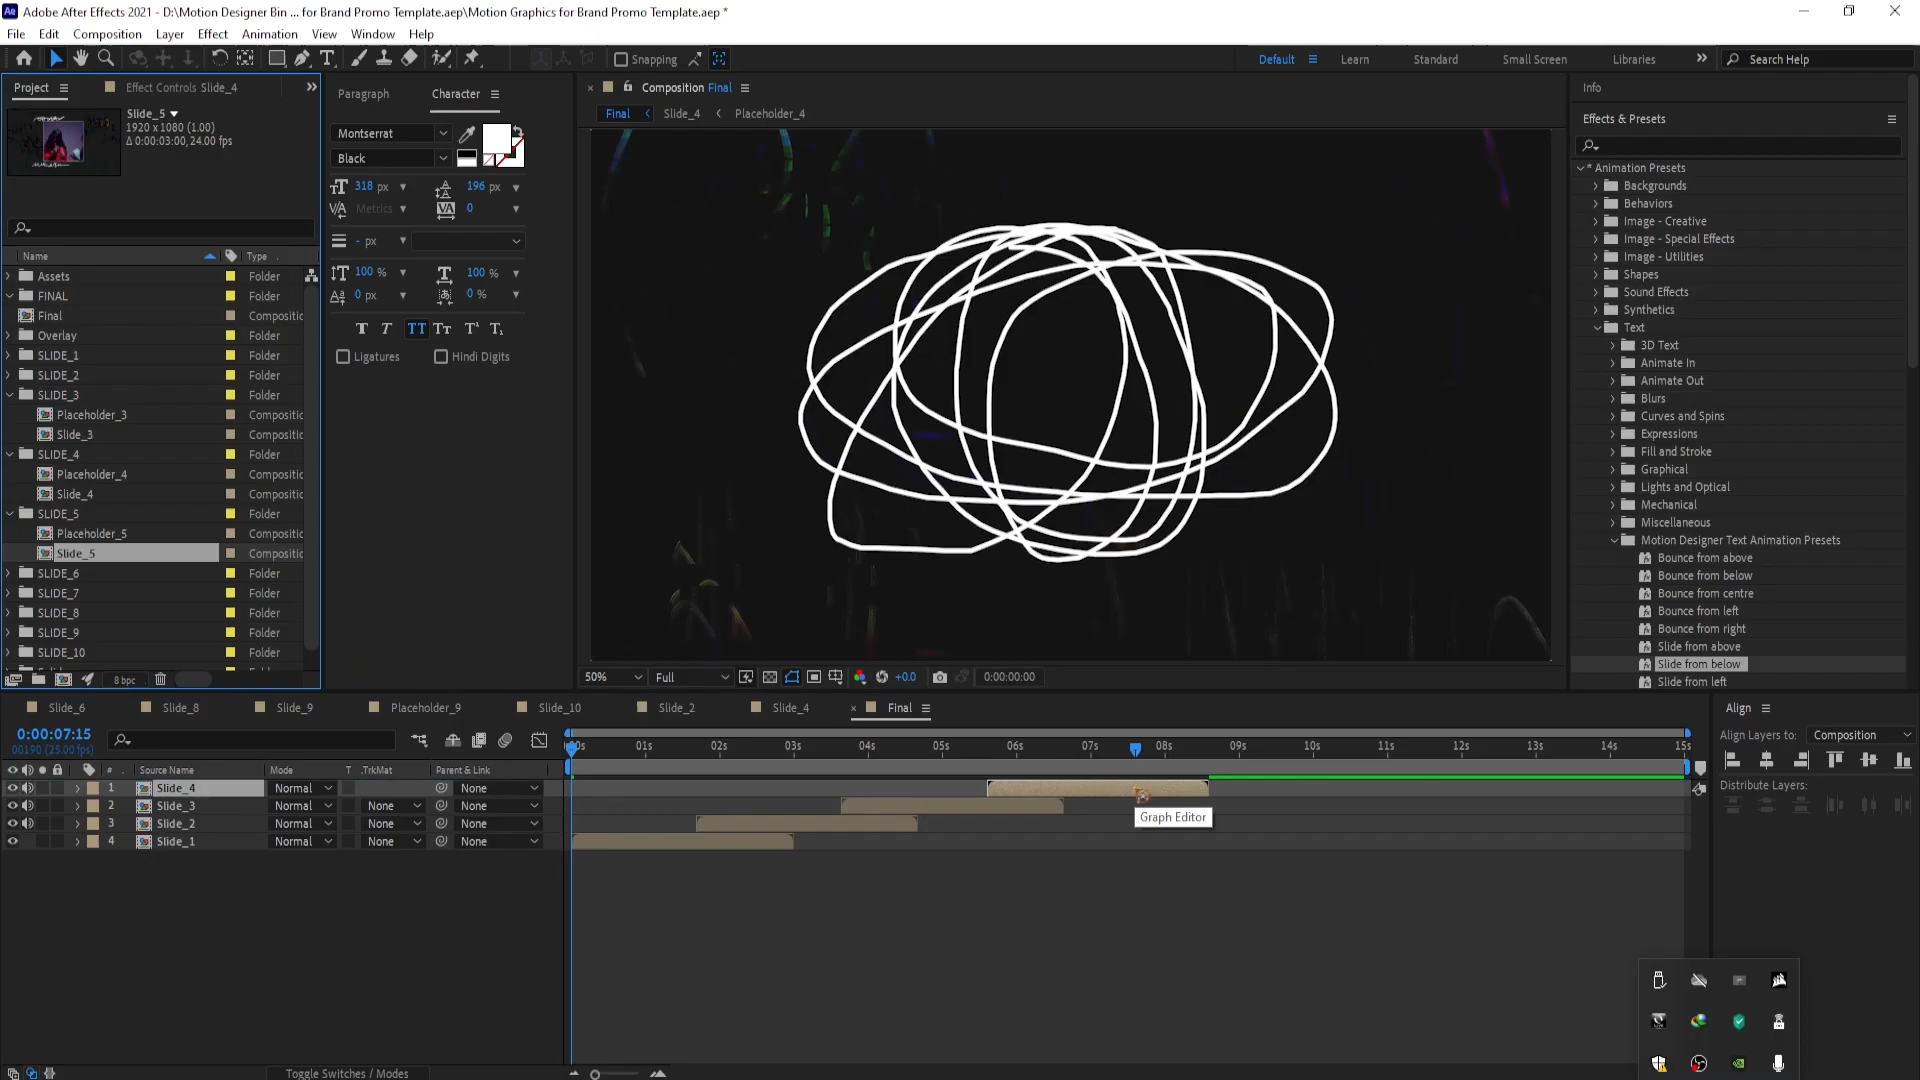 Adobe After Effects 2021 - D:\Motion Designer Bin ... for Brand Promo Template.aep\Motion Graphics for Brand Promo Template.aep *
File Edit Composition Layer Effect Animation View Window Help
Snapping
Default Learn Standard Small Screen Libraries Search Help
Project Effect Controls Slide_4
Slide_5
1920 x 1080 (1.00)
Δ 0:00:03:00, 24.00 fps
Name Type
Assets Folder
FINAL Folder
Final Compositic
Overlay Folder
SLIDE_1 Folder
SLIDE_2 Folder
SLIDE_3 Folder
Placeholder_3 Compositic
Slide_3 Compositic
SLIDE_4 Folder
Placeholder_4 Compositic
Slide_4 Compositic
SLIDE_5 Folder
Placeholder_5 Compositic
Slide_5 Compositic
SLIDE_6 Folder
SLIDE_7 Folder
SLIDE_8 Folder
SLIDE_9 Folder
SLIDE_10 Folder
8 bpc
Paragraph Character
Montserrat
Black
318 px 196 px
Metrics 0
- px
100 % 100 %
0 px 0 %
T T TT Tt T¹ T₁
Ligatures Hindi Digits
Composition Final
Final Slide_4 Placeholder_4
50% Full +0.0 0:00:00:00
Info
Effects & Presets
* Animation Presets
Backgrounds
Behaviors
Image - Creative
Image - Special Effects
Image - Utilities
Shapes
Sound Effects
Synthetics
Text
3D Text
Animate In
Animate Out
Blurs
Curves and Spins
Expressions
Fill and Stroke
Graphical
Lights and Optical
Mechanical
Miscellaneous
Motion Designer Text Animation Presets
Bounce from above
Bounce from below
Bounce from centre
Bounce from left
Bounce from right
Slide from above
Slide from below
Slide from left
Slide_6 Slide_8 Slide_9 Placeholder_9 Slide_10 Slide_2 Slide_4 Final
0:00:07:15
00190 (25.00 fps)
01s 02s 03s 04s 05s 06s 07s 08s 09s 10s 11s 12s 13s 14s 15s
# Source Name Mode T .TrkMat Parent & Link
1 Slide_4 Normal None
2 Slide_3 Normal None None
3 Slide_2 Normal None None
4 Slide_1 Normal None None
Graph Editor
Toggle Switches / Modes
Align
Align Layers to: Composition
Distribute Layers: